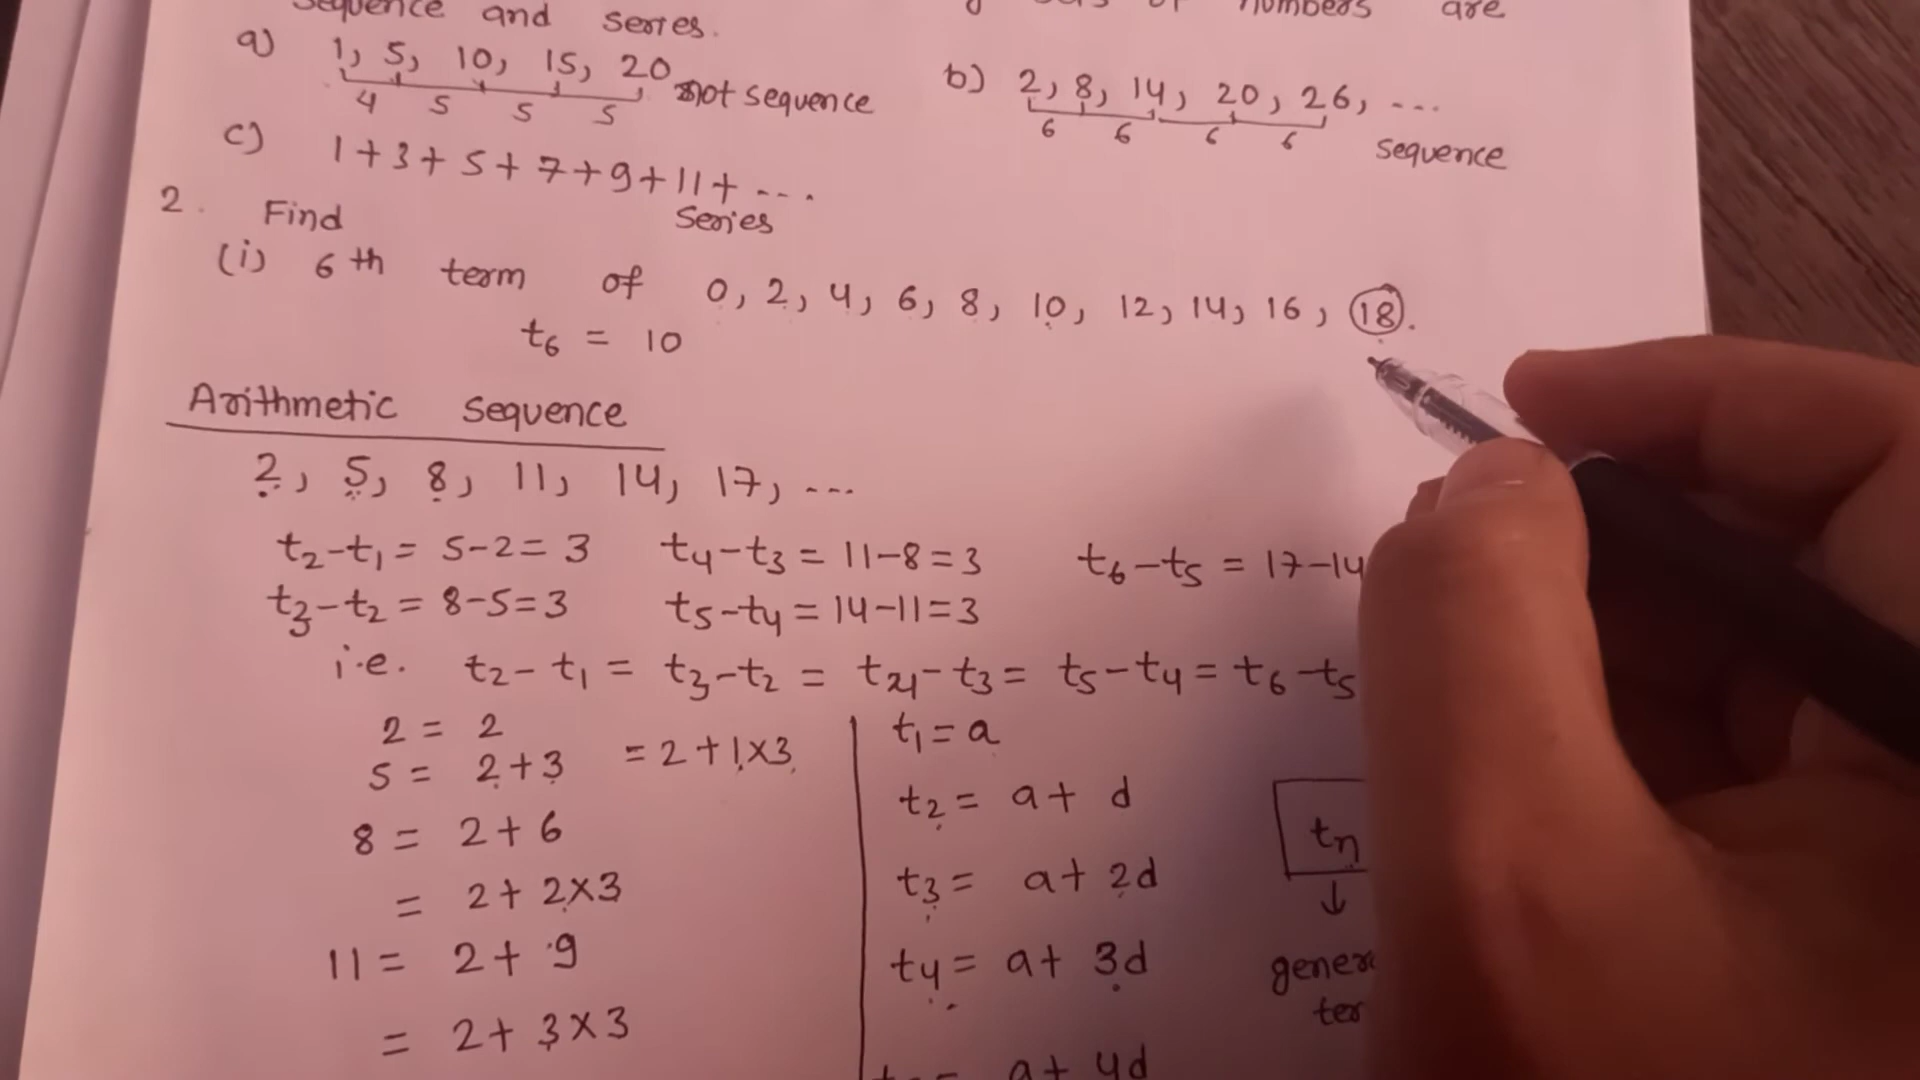 sequence and series. numbers are
a) 1, 5, 10, 15, 20 not sequence
4 5 5 5
b) 2, 8, 14, 20, 26, ...
6 6 6 6
sequence
c) 1+3+5+7+9+11+ ....
Series
2. Find
(i) 6th term of 0, 2, 4, 6, 8, 10, 12, 14, 16, 18.
t6 = 10
Arithmetic sequence
2, 5, 8, 11, 14, 17, ...
t2-t1 = 5-2 = 3 t4-t3 = 11-8 = 3 t6-t5 = 17-14
t3-t2 = 8-5=3 t5-t4 = 14-11=3
i.e. t2-t1 = t3-t2 = t4-t3 = t5-t4 = t6-t5
2 = 2
5 = 2+3 = 2+1×3
8 = 2+6
= 2+ 2×3
11 = 2+ 9
= 2+ 3×3
t1 = a
t2 = a+ d
t3 = a+ 2d
t4 = a+ 3d
a+ 4d
tn
↓